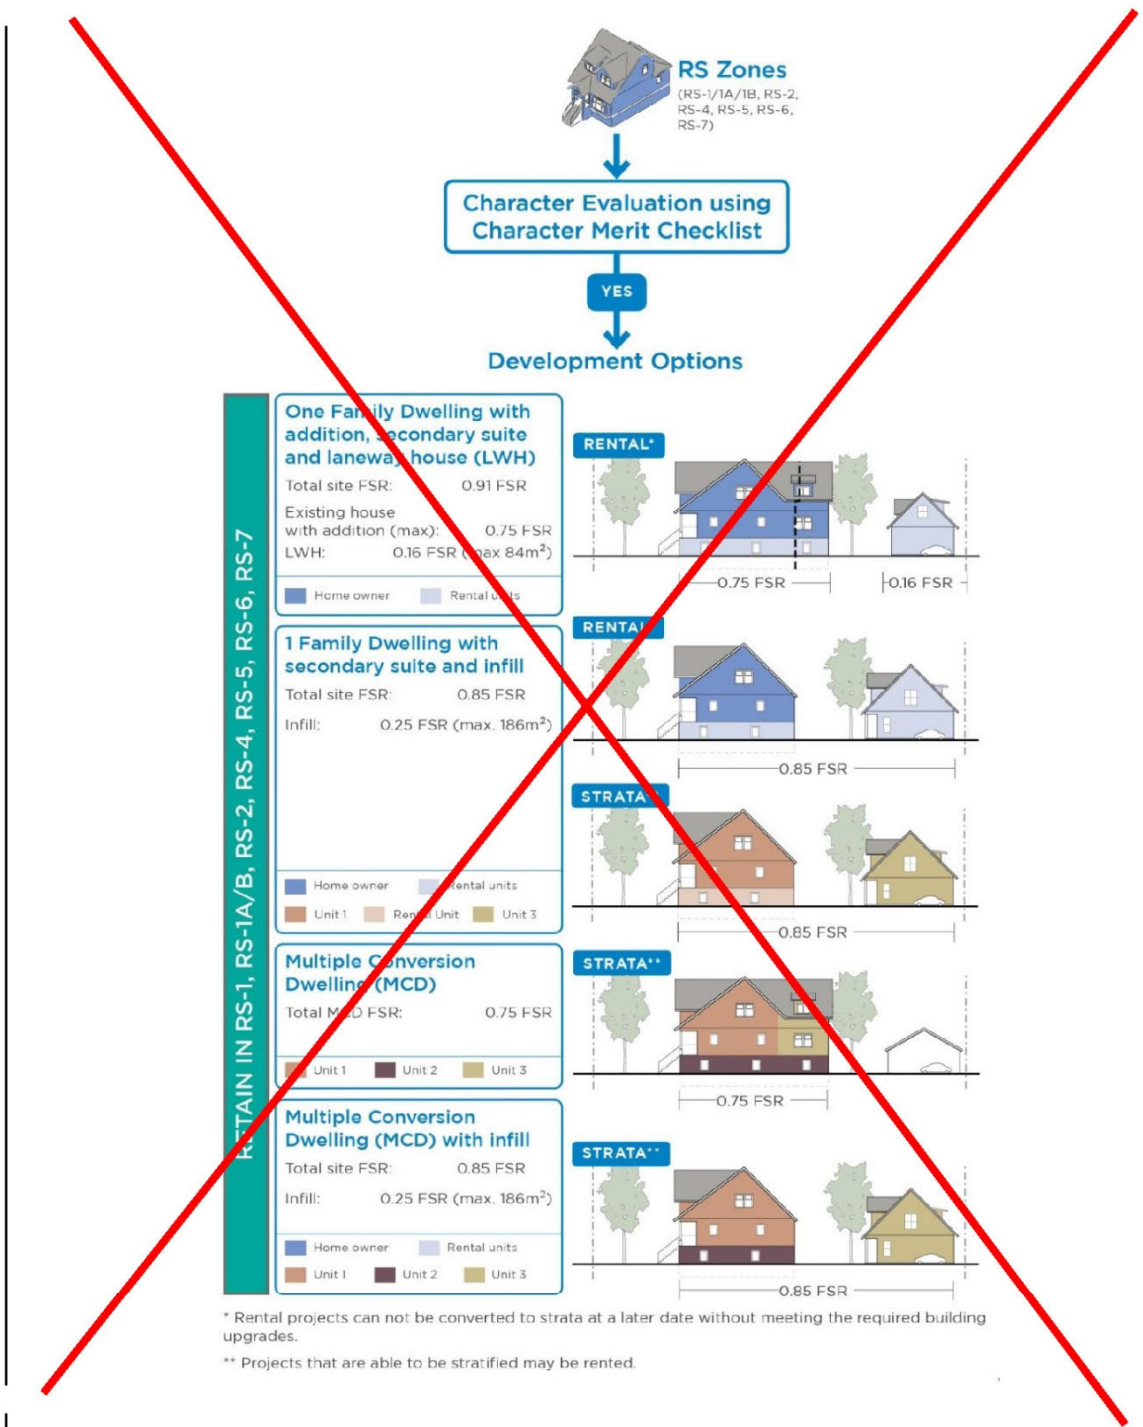 RS Zones
(RS-1/1A/1B, RS-2,
RS-4, RS-5, RS-6,
RS-7)
Character Evaluation using
Character Merit Checklist
YES
Development Options
RETAIN IN RS-1, RS-1A/B, RS-2, RS-4, RS-5, RS-6, RS-7
One Family Dwelling with
addition, secondary suite
and laneway house (LWH)
Total site FSR: 0.91 FSR
Existing house
with addition (max): 0.75 FSR
LWH: 0.16 FSR (max 84m²)
Home owner Rental units
RENTAL*
0.75 FSR 0.16 FSR
1 Family Dwelling with
secondary suite and infill
Total site FSR: 0.85 FSR
Infill: 0.25 FSR (max. 186m²)
Home owner Rental units
Unit 1 Rental Unit Unit 3
RENTAL*
0.85 FSR
STRATA**
0.85 FSR
Multiple Conversion
Dwelling (MCD)
Total MCD FSR: 0.75 FSR
Unit 1 Unit 2 Unit 3
STRATA**
0.75 FSR
Multiple Conversion
Dwelling (MCD) with infill
Total site FSR: 0.85 FSR
Infill: 0.25 FSR (max. 186m²)
Home owner Rental units
Unit 1 Unit 2 Unit 3
STRATA**
0.85 FSR
* Rental projects can not be converted to strata at a later date without meeting the required building
upgrades.
** Projects that are able to be stratified may be rented.